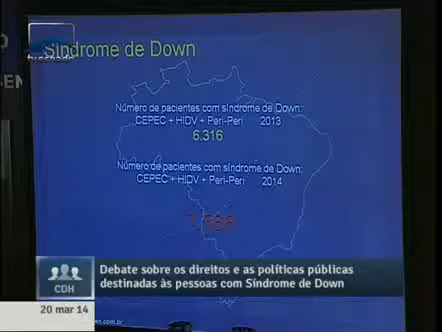 Síndrome de Down
tv senado
Número de pacientes com síndrome de Down:
CEPEC + HIDV + Peri-Peri 2013
6.316
Número de pacientes com síndrome de Down:
CEPEC + HIDV + Peri-Peri 2014
CDH
Debate sobre os direitos e as políticas públicas
destinadas às pessoas com Síndrome de Down
20 mar 14